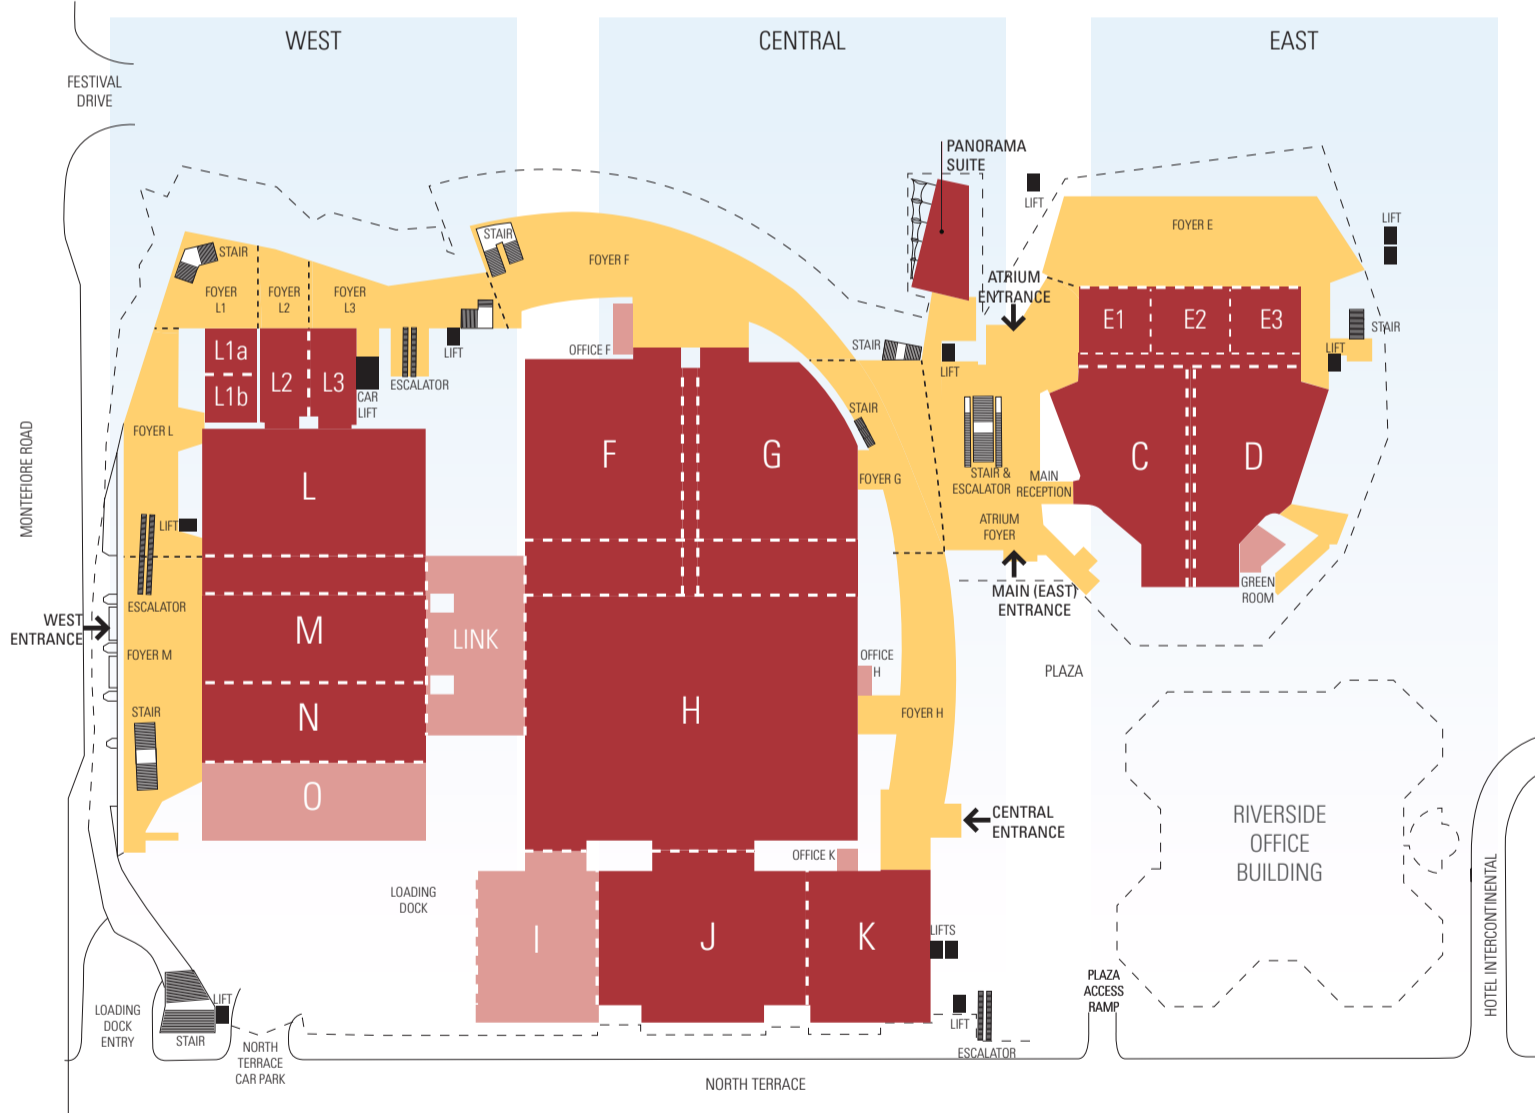 WEST
CENTRAL
EAST
FESTIVAL
DRIVE
PANORAMA
SUITE
LIFT
FOYER E
LIFT
STAIR
STAIR
FOYER F
ATRIUM
ENTRANCE
FOYER
L1
FOYER
L2
FOYER
L3
E1
E2
E3
STAIR
L1a
L1b
L2
L3
LIFT
ESCALATOR
CAR
LIFT
OFFICE F
STAIR
LIFT
LIFT
STAIR
MONTEFIORE ROAD
FOYER L
L
F
G
C
D
FOYER G
STAIR &
ESCALATOR
MAIN
RECEPTION
LIFT
ATRIUM
FOYER
ESCALATOR
GREEN
ROOM
MAIN (EAST)
ENTRANCE
WEST
ENTRANCE
FOYER M
M
LINK
OFFICE
H
PLAZA
STAIR
N
H
FOYER H
O
CENTRAL
ENTRANCE
RIVERSIDE
OFFICE
BUILDING
OFFICE K
LOADING
DOCK
I
J
K
LIFTS
HOTEL INTERCONTINENTAL
PLAZA
ACCESS
RAMP
LIFT
LOADING
DOCK
ENTRY
STAIR
LIFT
ESCALATOR
NORTH
TERRACE
CAR PARK
NORTH TERRACE